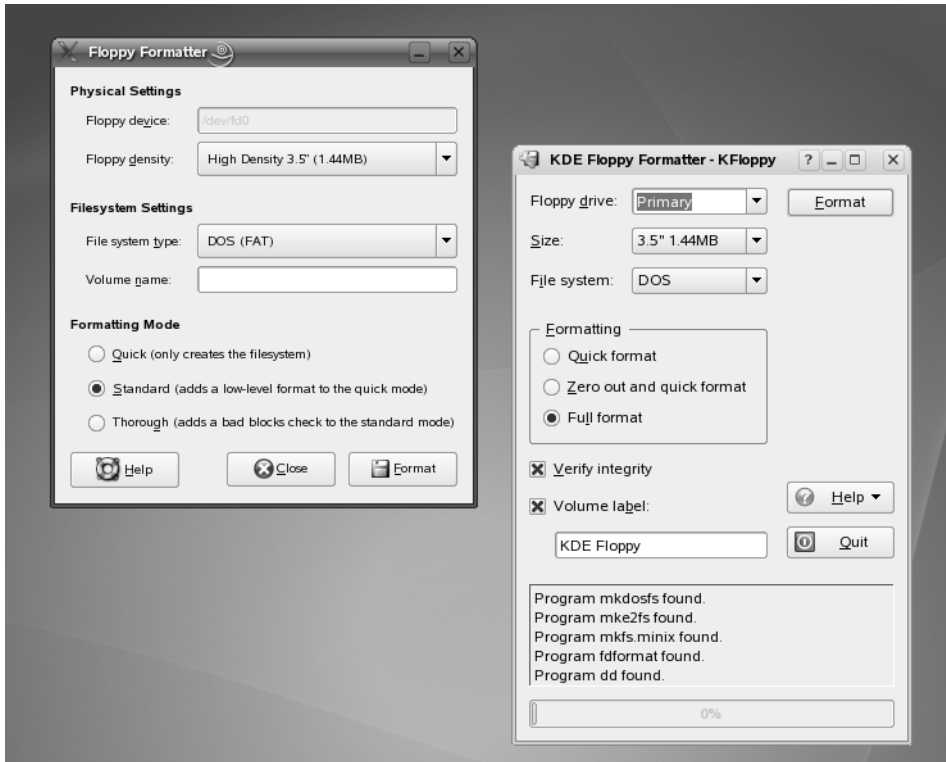 Floppy Formatter
Physical Settings
Floppy device: /dev/fd0
Floppy density: High Density 3.5" (1.44MB)
Filesystem Settings
File system type: DOS (FAT)
Volume name:
Formatting Mode
Quick (only creates the filesystem)
Standard (adds a low-level format to the quick mode)
Thorough (adds a bad blocks check to the standard mode)
Help Close Format
KDE Floppy Formatter - KFloppy ?
Floppy drive: Primary Format
Size: 3.5" 1.44MB
File system: DOS
Formatting
Quick format
Zero out and quick format
Full format
Verify integrity
Volume label:
Help
KDE Floppy
Quit
Program mkdosfs found.
Program mke2fs found.
Program mkfs.minix found.
Program fdformat found.
Program dd found.
0%